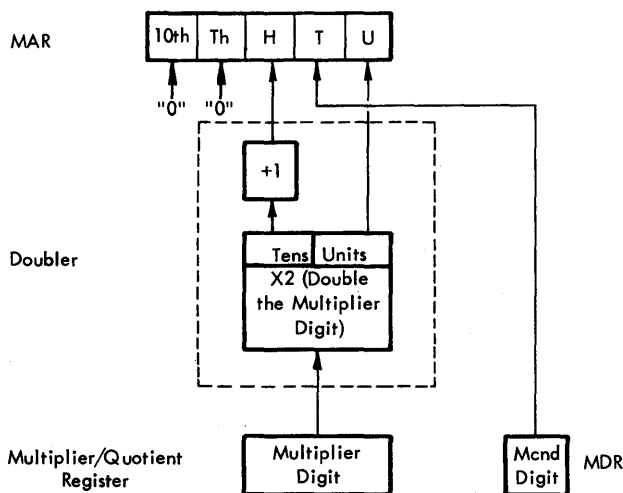 MAR
10th Th H T U
"0" "0"
+1
Doubler
Tens Units
X2 (Double
the Multiplier
Digit)
Multiplier/Quotient
Register
Multiplier
Digit
Mcnd
Digit
MDR